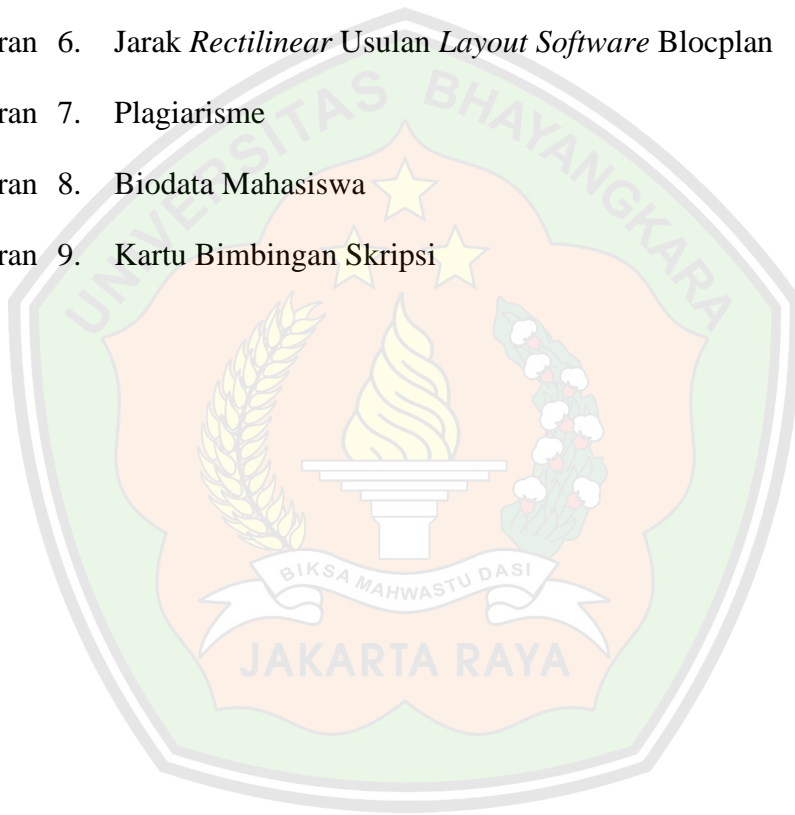 ran 6. Jarak Rectilinear Usulan Layout Software Blocplan
ran 7. Plagiarisme
ran 8. Biodata Mahasiswa
ran 9. Kartu Bimbingan Skripsi
UNIVERSITAS BHAYANGKARA
BIKSA MAHWASTU DASI
JAKARTA RAYA